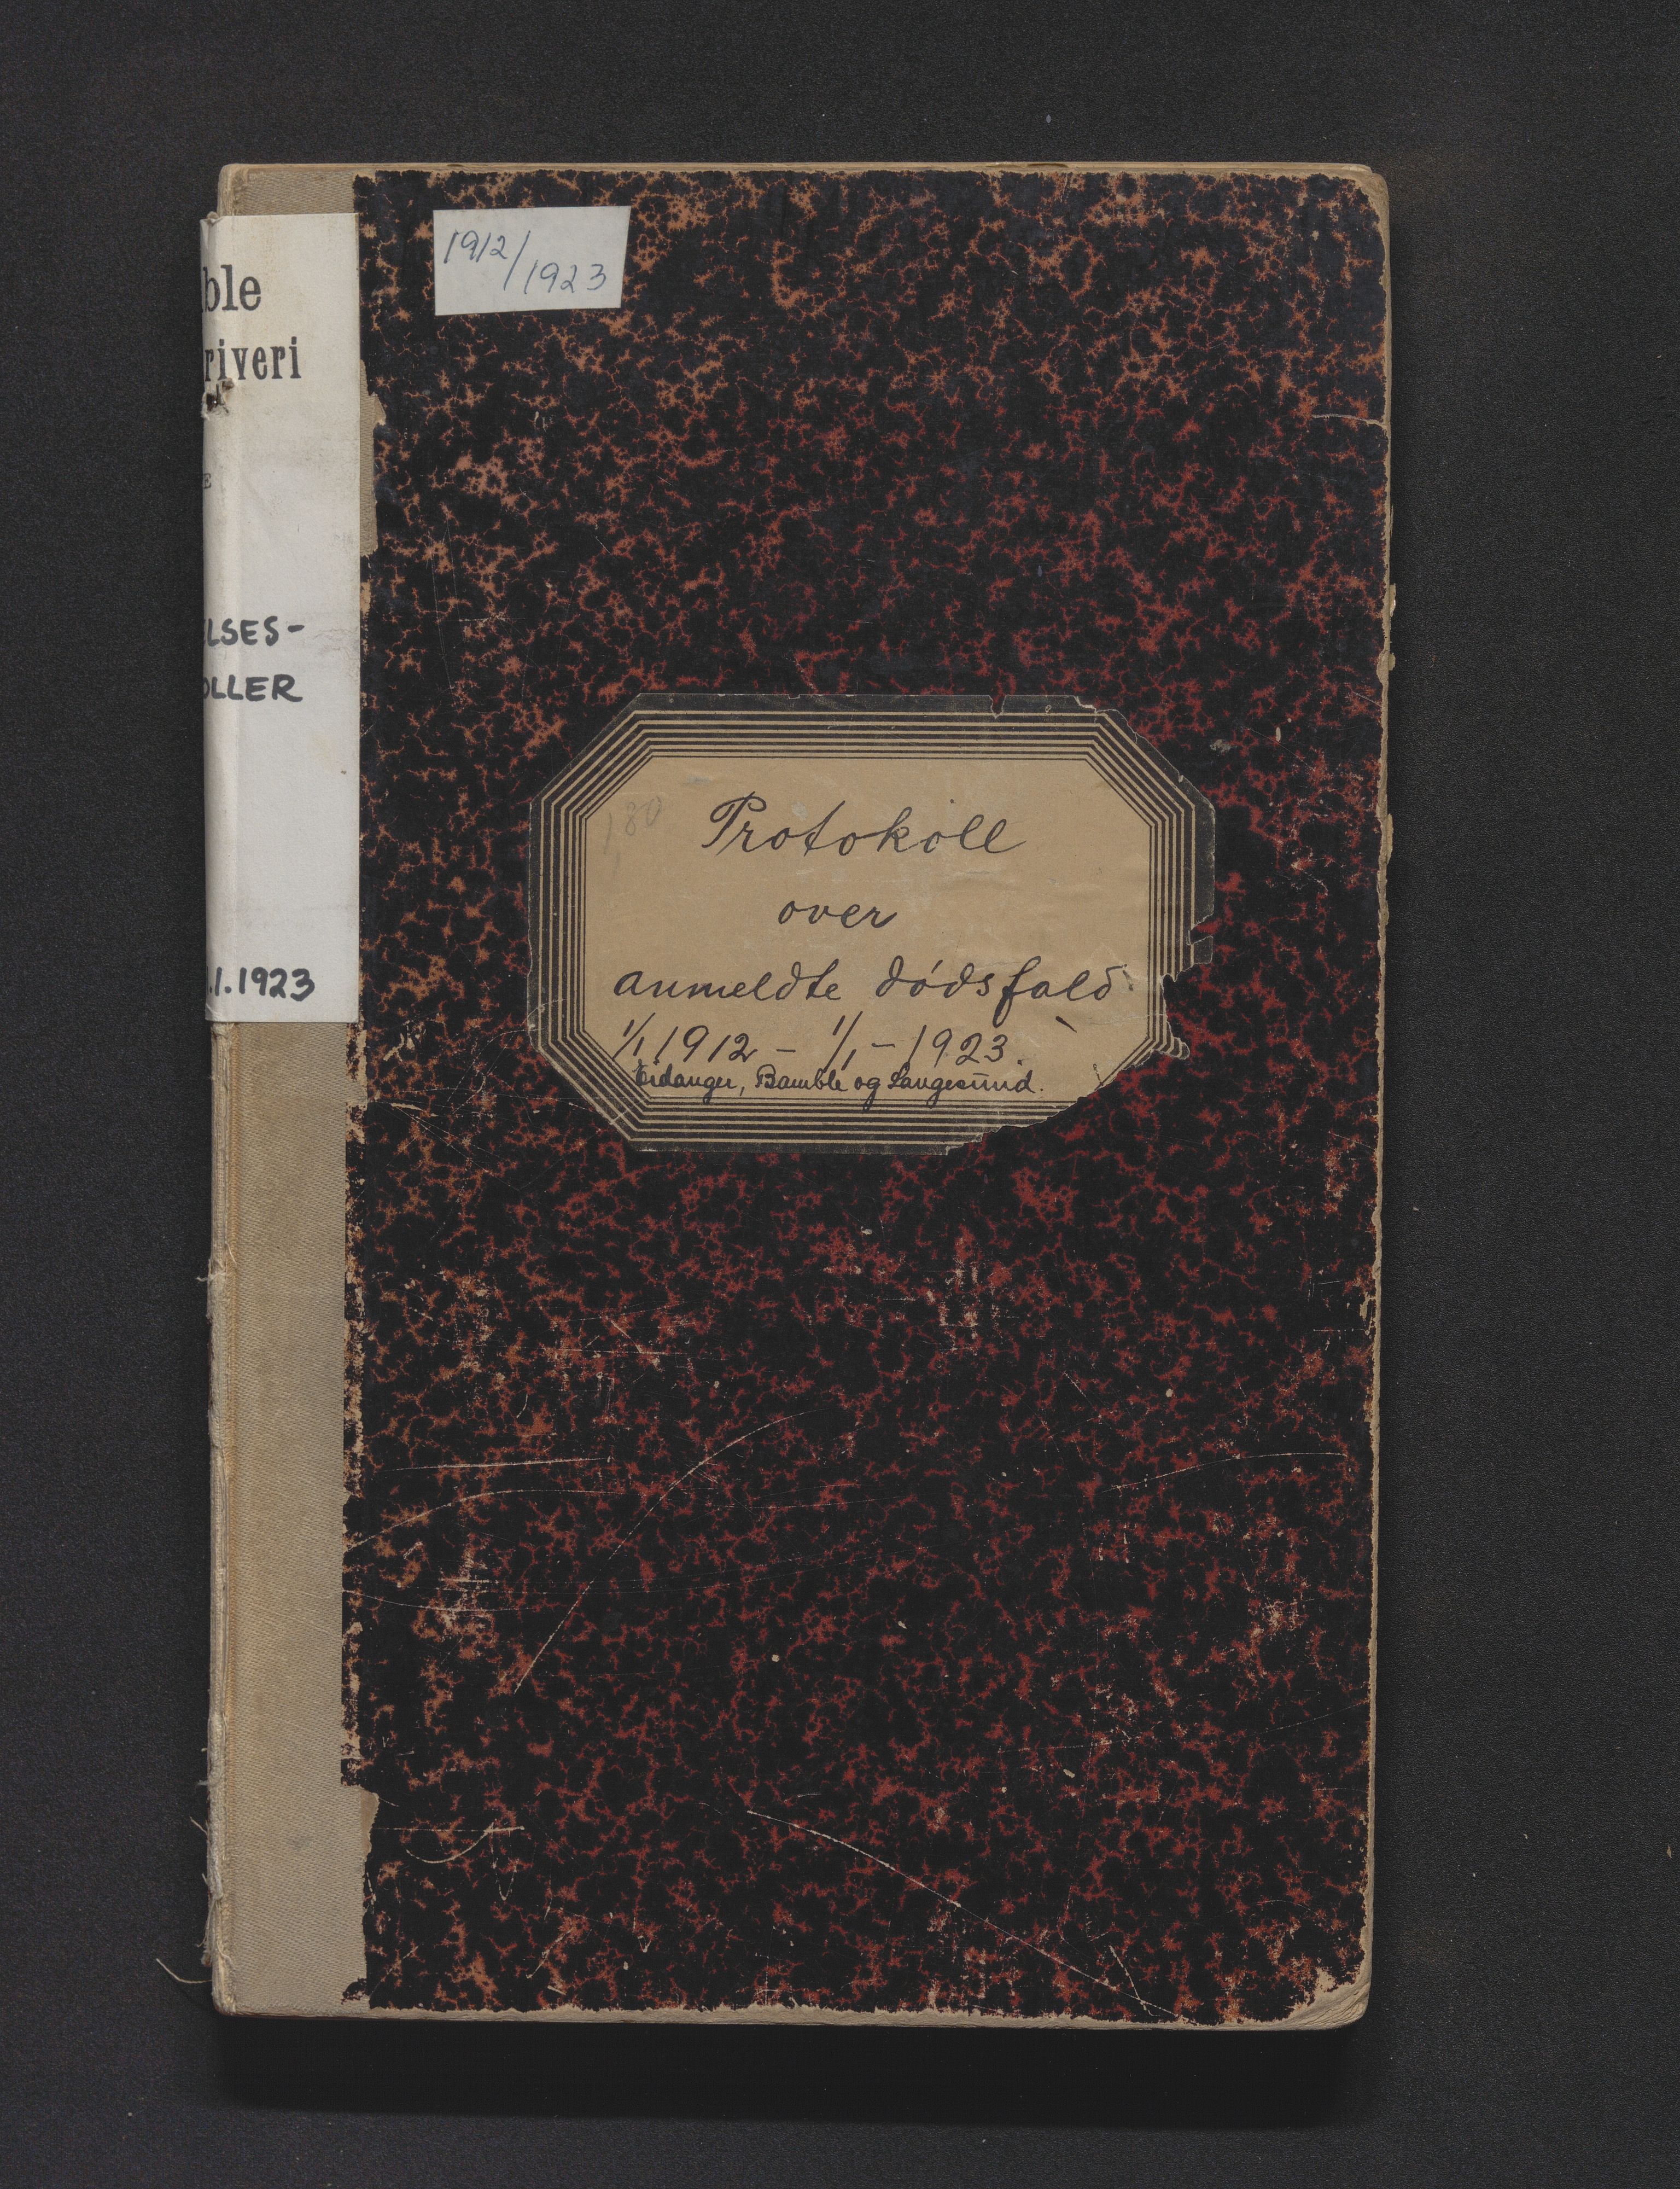 1912/
1923
ble
riveri
E
LSES-
OLLER
.1.1923
180
Protokoll
over
anmeldte dødsfald
1/1 1912 - 1/1 - 1923.
Eidanger, Bamble og Langesund.